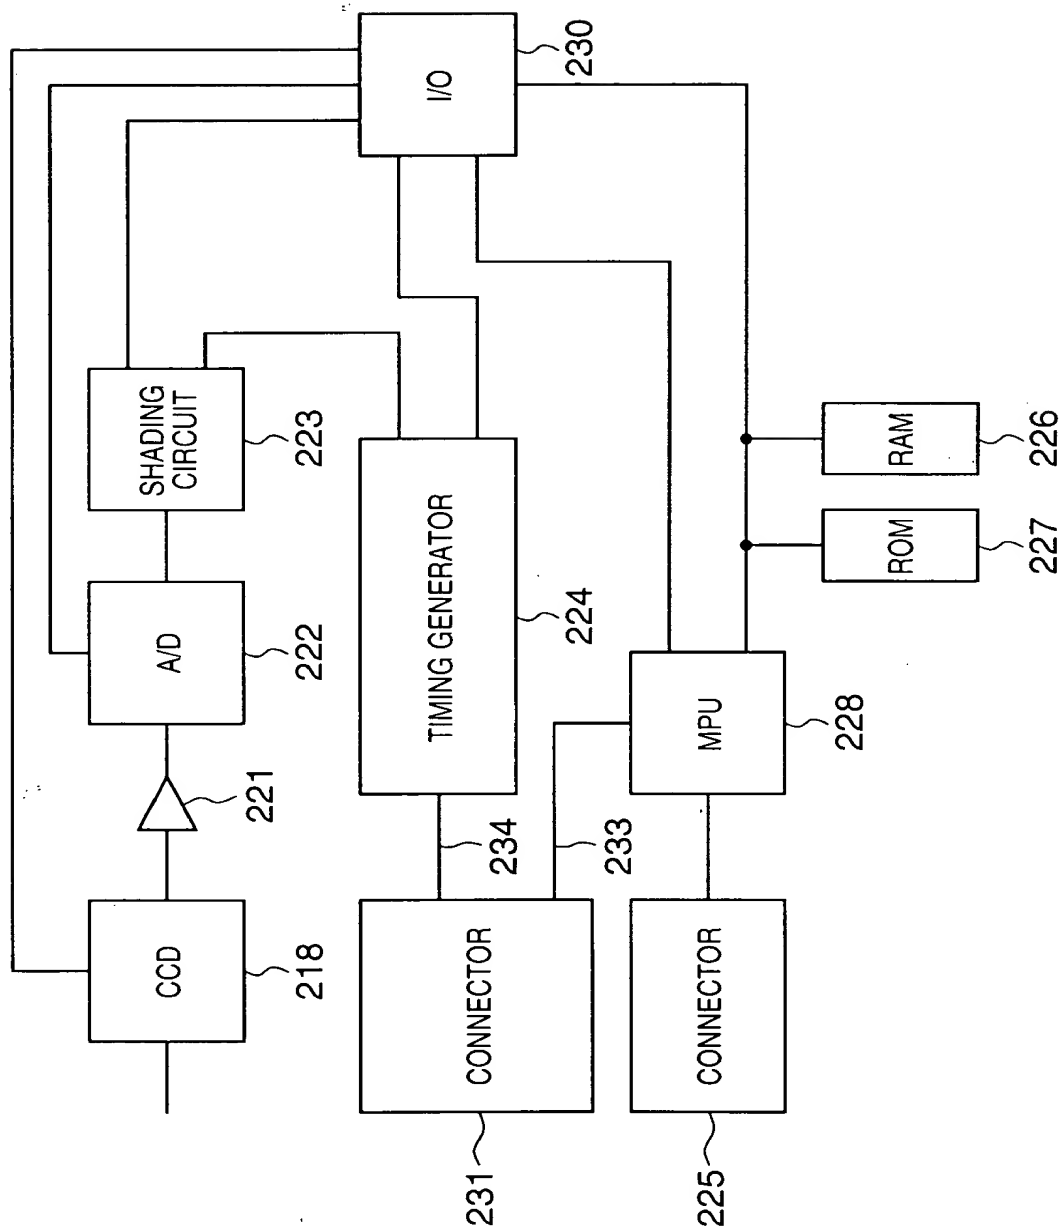 CCD
218
221
A/D
222
SHADING
CIRCUIT
223
I/O
230
CONNECTOR
231
234
233
TIMING GENERATOR
224
CONNECTOR
225
MPU
228
ROM
227
RAM
226